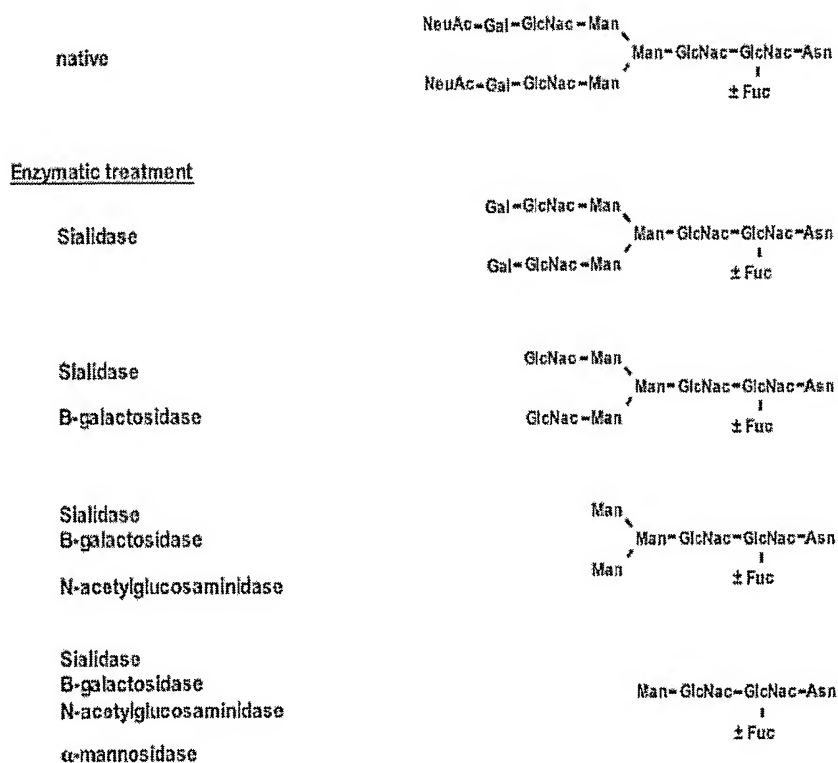 NeuAc-Gal-GlcNac-Man
native
Man-GlcNac-GlcNac-Asn
NeuAc-Gal-GlcNac-Man
± Fuc
Enzymatic treatment
Gal-GlcNac-Man
Sialidase
Man-GlcNac-GlcNac-Asn
Gal-GlcNac-Man
± Fuc
GlcNac-Man
Sialidase
Man-GlcNac-GlcNac-Asn
B-galactosidase
GlcNac-Man
± Fuc
Sialidase
Man
B-galactosidase
Man-GlcNac-GlcNac-Asn
Man
N-acetylglucosaminidase
± Fuc
Sialidase
B-galactosidase
Man-GlcNac-GlcNac-Asn
N-acetylglucosaminidase
± Fuc
α-mannosidase